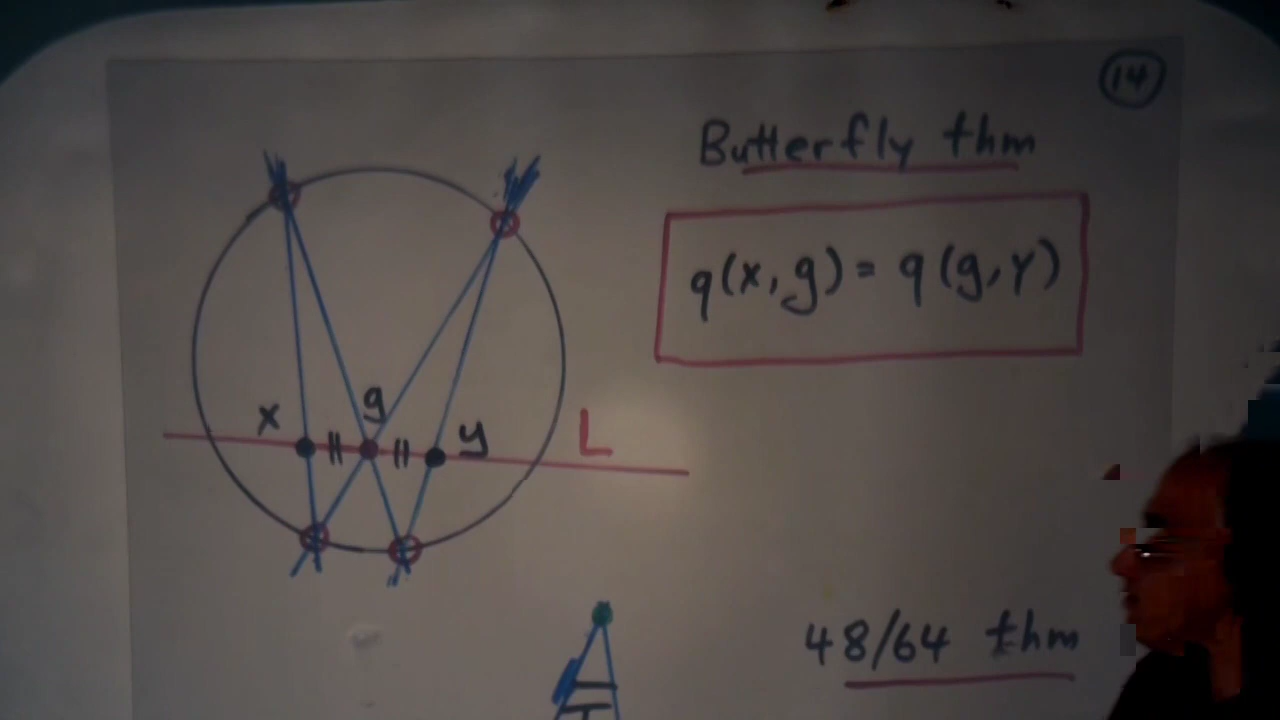 14
Butterfly thm
q(x,g) = q(g,y)
x
g
y
L
48/64 thm